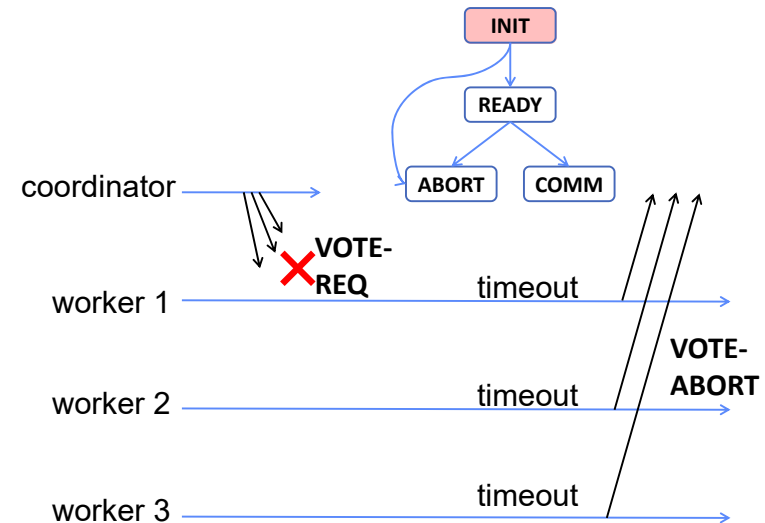 INIT
READY
ABORT
COMM
coordinator
VOTE-
REQ
timeout
worker 1
VOTE-
ABORT
timeout
worker 2
timeout
worker 3